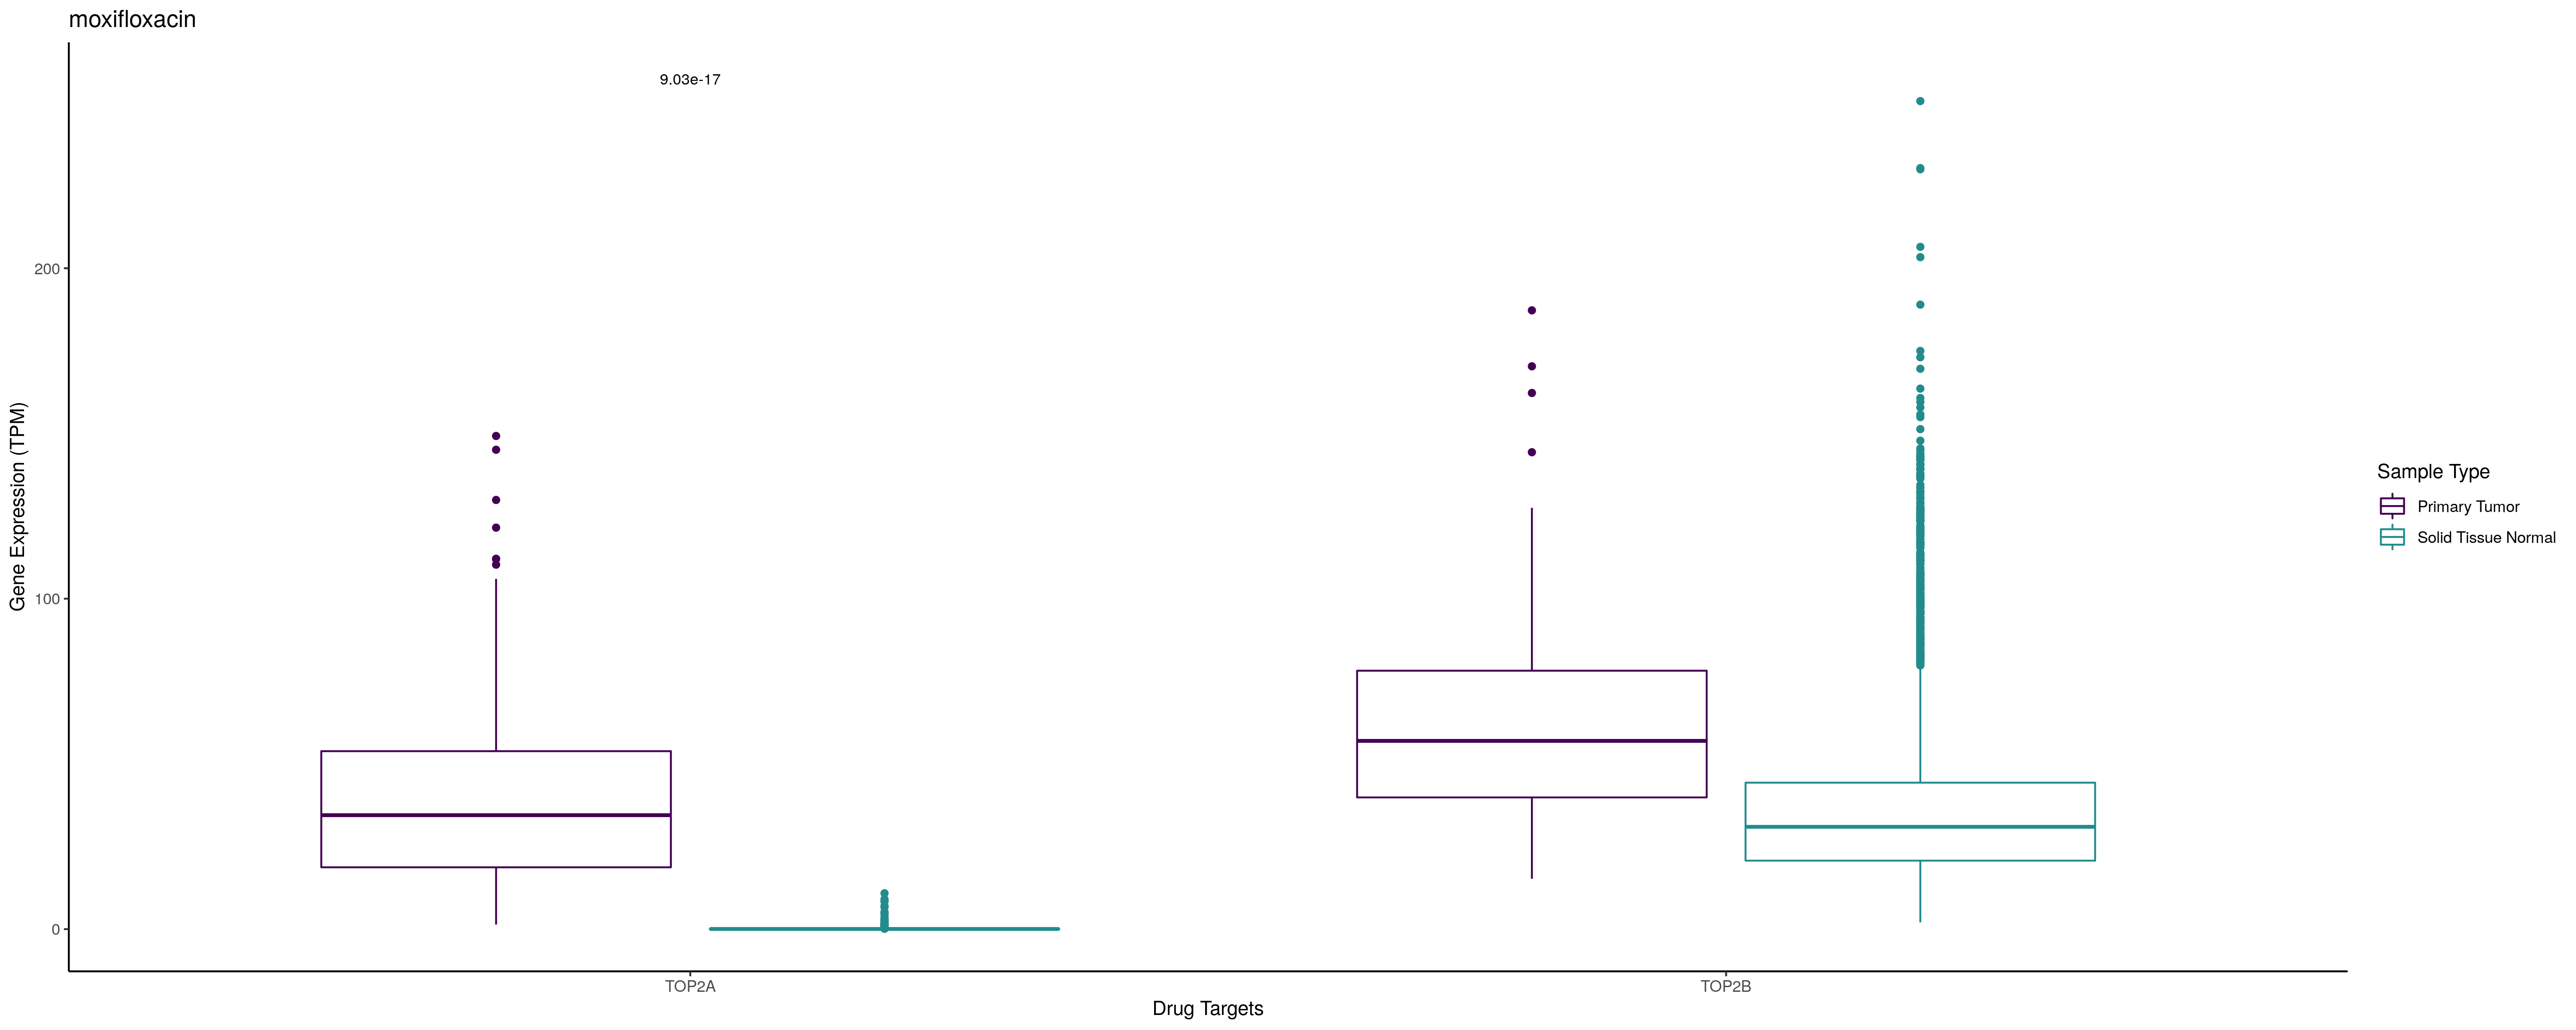 moxifloxacin
9.03e-17
200
100
0
Gene Expression (TPM)
TOP2A
TOP2B
Drug Targets
Sample Type
Primary Tumor
Solid Tissue Normal